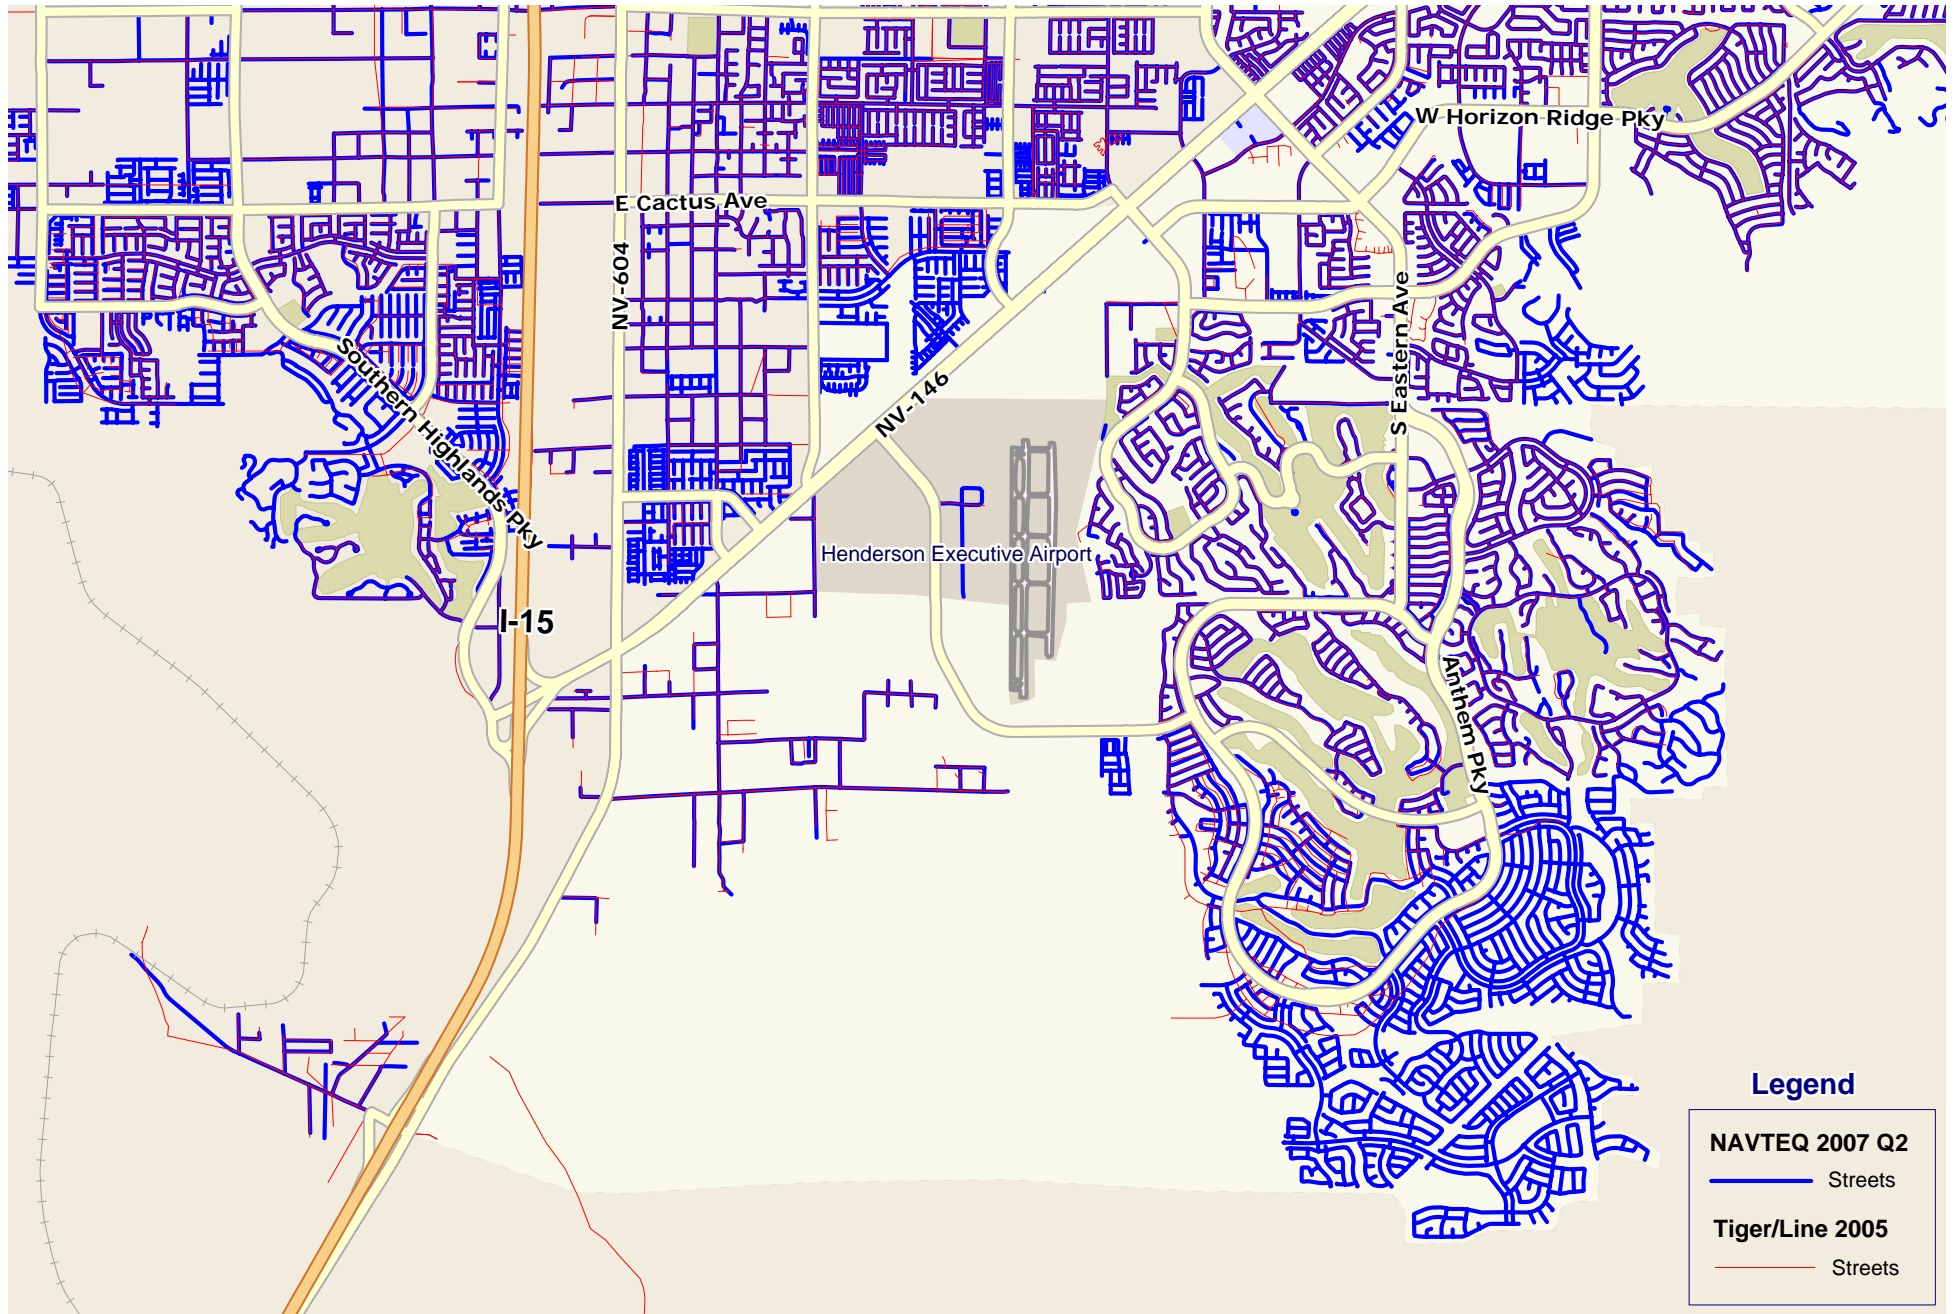 W Horizon Ridge Pky
E Cactus Ave
NV-604
S Eastern Ave
Southern Highlands Pky
NV-146
Henderson Executive Airport
I-15
Anthem Pky
Legend
NAVTEQ 2007 Q2
Streets
Tiger/Line 2005
Streets